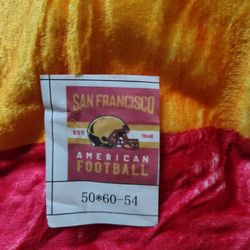 SAN FRANCISCO
EST. 1946
AMERICAN
FOOTBALL
50*60-54